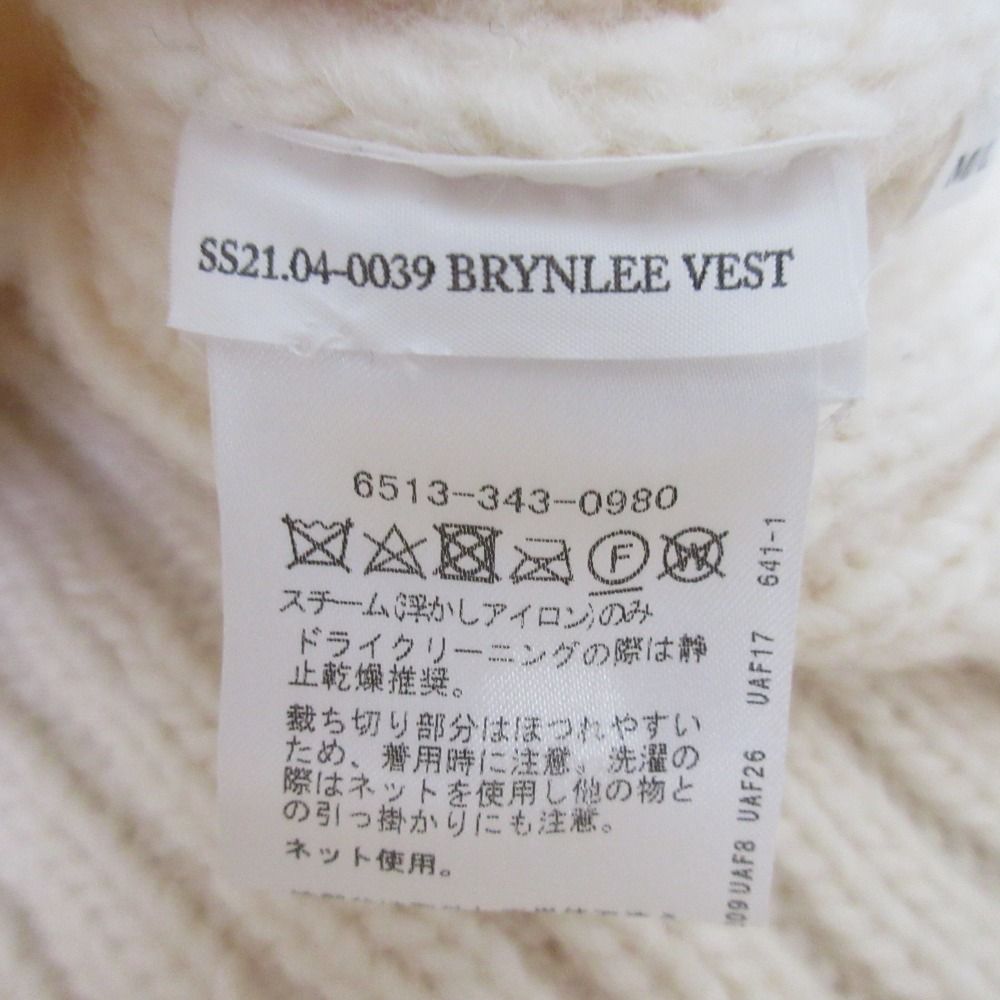 SS21.04-0039 BRYNLEE VEST
6513-343-0980
F
W
スチーム(浮かしアイロン)のみ
ドライクリーニングの際は静
止乾燥推奨。
裁ち切り部分はほつれやすい
ため、着用時に注意。洗濯の
際はネットを使用し他の物と
の引っ掛かりにも注意。
ネット使用。
UAF8 UAF26 UAF17 641-1